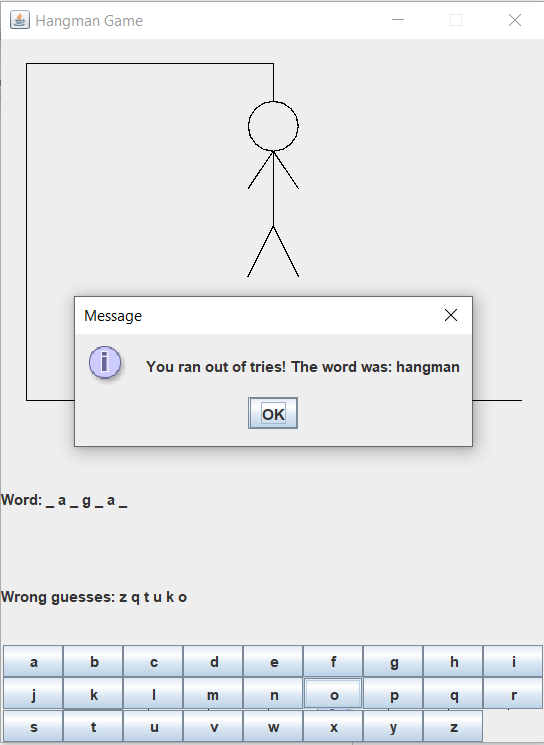 Hangman Game
Message
You ran out of tries! The word was: hangman
OK
Word: _ a _ g _ a _
Wrong guesses: z q t u k o
a b c d e f g h i
j k l m n o p q r
s t u v w x y z